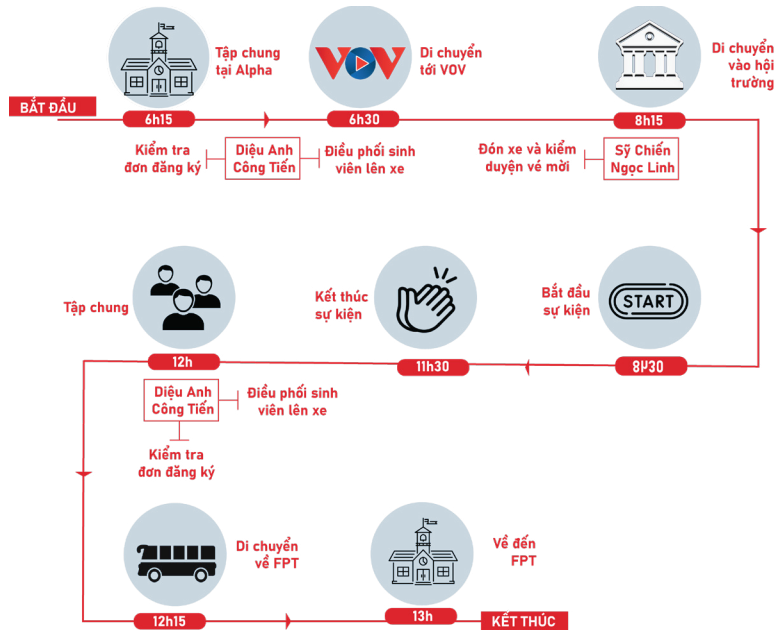 Tập chung
tại Alpha
VOV
Di chuyển
tới VOV
Di chuyển
vào hội
trường
BẮT ĐẦU
6h15
6h30
8h15
Kiểm tra
đơn đăng ký
Diệu Anh
Công Tiến
Điều phối sinh
viên lên xe
Đón xe và kiểm
duyện vé mời
Sỹ Chiến
Ngọc Linh
Tập chung
Kết thúc
sự kiện
Bắt đầu
sự kiện
START
12h
11h30
8h30
Diệu Anh
Công Tiến
Điều phối sinh
viên lên xe
Kiểm tra
đơn đăng ký
Di chuyển
về FPT
Về đến
FPT
12h15
13h
KẾT THÚC